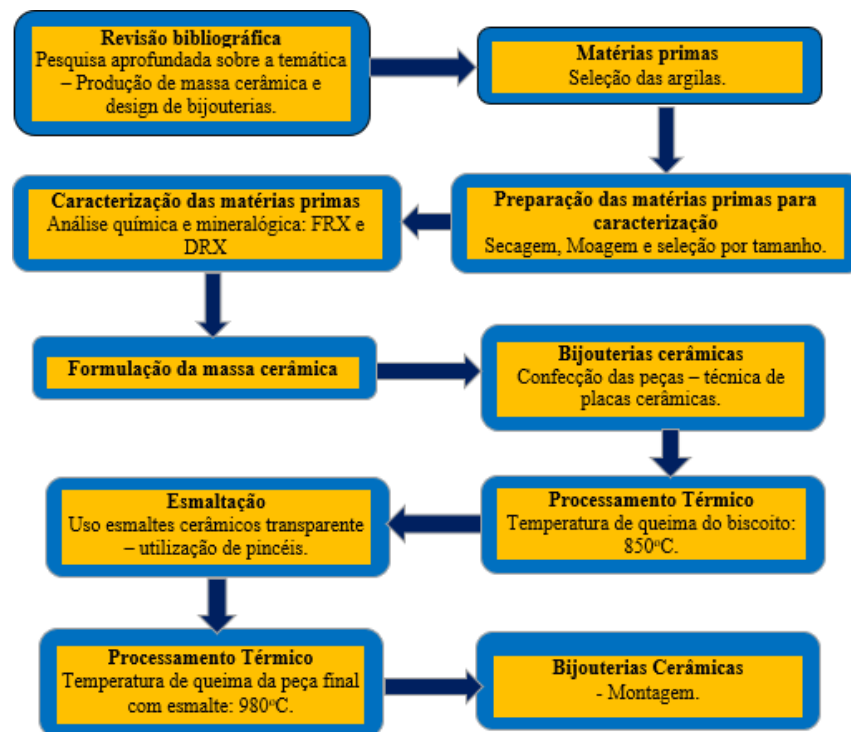 Revisão bibliográfica
Pesquisa aprofundada sobre a temática
– Produção de massa cerâmica e
design de bijouterias.
Matérias primas
Seleção das argilas.
Preparação das matérias primas para
caracterização
Secagem, Moagem e seleção por tamanho.
Caracterização das matérias primas
Análise química e mineralógica: FRX e
DRX
Formulação da massa cerâmica
Bijouterias cerâmicas
Confecção das peças – técnica de
placas cerâmicas.
Processamento Térmico
Temperatura de queima do biscoito:
850ºC.
Esmaltação
Uso esmaltes cerâmicos transparente
– utilização de pincéis.
Processamento Térmico
Temperatura de queima da peça final
com esmalte: 980ºC.
Bijouterias Cerâmicas
- Montagem.